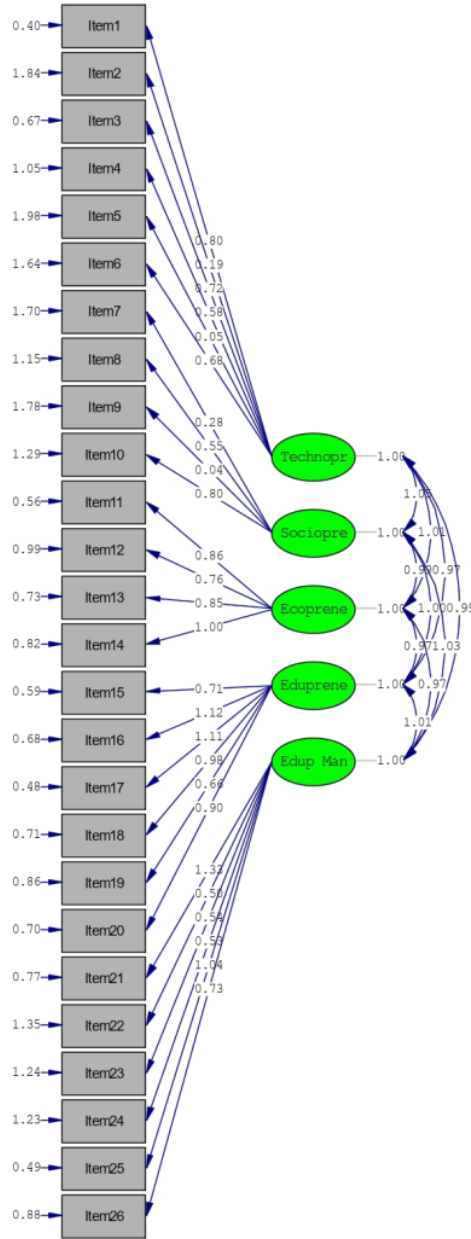 0.40 Item1
1.84 Item2
0.67 Item3
1.05 Item4
1.98 Item5
0.80
1.64 Item6
0.19
0.72
1.70 Item7
0.58
0.05
1.15 Item8
0.68
1.78 Item9
0.28
1.29 Item10
0.55
Technopr 1.00
0.04
0.56 Item11
0.80
0.86
Sociopre 1.00
1.01
0.99 Item12
0.76
0.97
0.73 Item13
0.85
Ecoprene 1.00
1.00
0.99
0.82 Item14
1.00
0.97
1.03
0.59 Item15
0.71
Eduprene 1.00
0.97
0.68 Item16
1.12
1.01
0.48 Item17
1.11
Edup Man 1.00
0.98
0.71 Item18
0.66
0.90
0.86 Item19
1.33
0.70 Item20
0.50
0.54
0.77 Item21
0.53
1.04
1.35 Item22
0.73
1.24 Item23
1.23 Item24
0.49 Item25
0.88 Item26